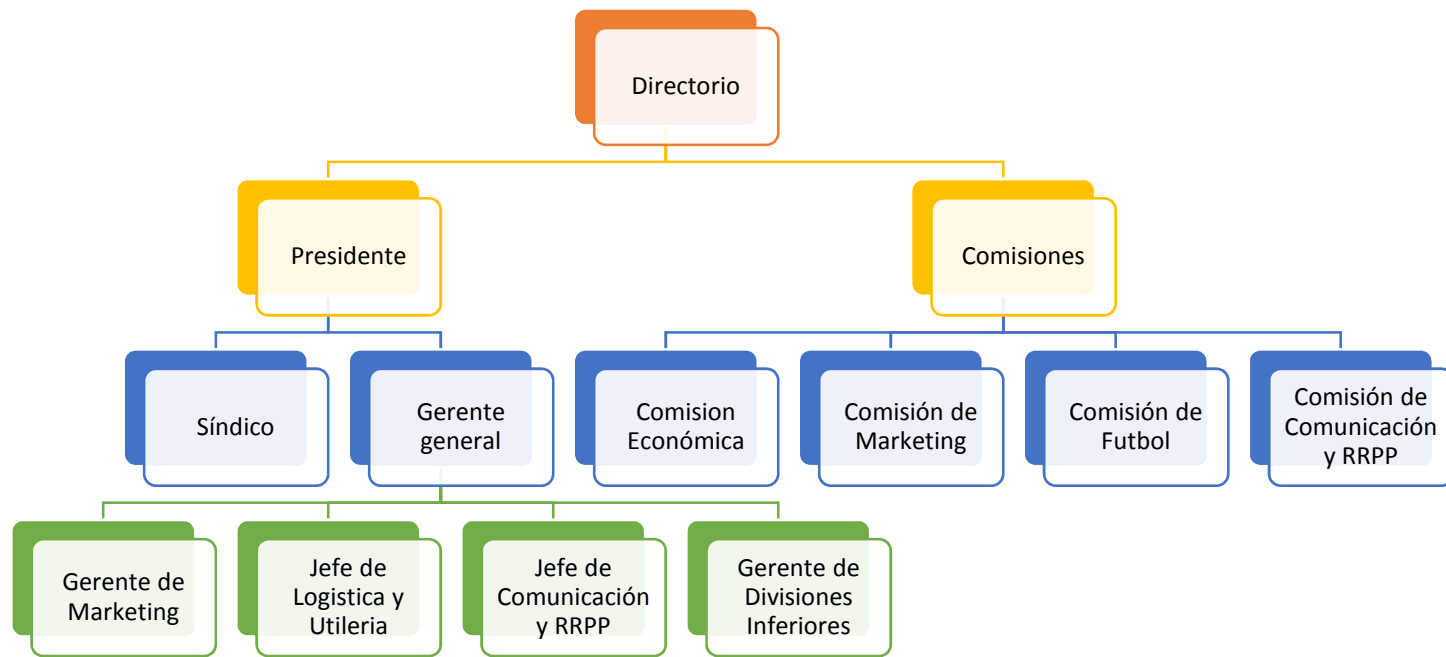 Directorio
Presidente
Comisiones
Síndico
Gerente
general
Comision
Económica
Comisión de
Marketing
Comisión de
Futbol
Comisión de
Comunicación
y RRPP
Gerente de
Marketing
Jefe de
Logistica y
Utileria
Jefe de
Comunicación
y RRPP
Gerente de
Divisiones
Inferiores